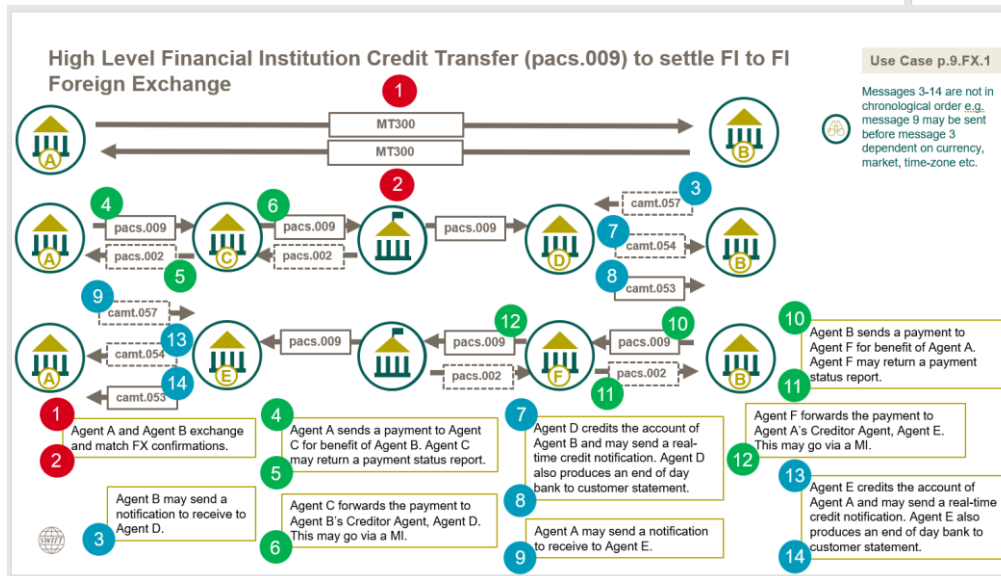 High Level Financial Institution Credit Transfer (pacs.009) to settle FI to FI
Foreign Exchange
Use Case p.9.FX.1
Messages 3-14 are not in
chronological order e.g.
message 9 may be sent
before message 3
dependent on currency,
market, time-zone etc.
1
MT300
MT300
A
B
2
3
camt.057
4
pacs.009
6
pacs.009
pacs.009
7
camt.054
A
pacs.002
C
pacs.002
D
B
5
8
camt.053
9
camt.057
12
10
13
pacs.009
pacs.009
pacs.009
A
camt.054
E
F
B
14
pacs.002
pacs.002
camt.053
11
10
Agent B sends a payment to
Agent F for benefit of Agent A.
Agent F may return a payment
status report.
11
1
Agent A and Agent B exchange
and match FX confirmations.
2
4
Agent A sends a payment to Agent
C for benefit of Agent B. Agent C
may return a payment status report.
5
7
Agent D credits the account of
Agent B and may send a real-
time credit notification. Agent D
also produces an end of day
bank to customer statement.
8
Agent F forwards the payment to
Agent A's Creditor Agent, Agent E.
This may go via a MI.
12
Agent B may send a
notification to receive to
Agent D.
3
Agent C forwards the payment to
Agent B's Creditor Agent, Agent D.
This may go via a MI.
6
Agent A may send a notification
to receive to Agent E.
9
13
Agent E credits the account of
Agent A and may send a real-time
credit notification. Agent E also
produces an end of day bank to
customer statement.
14
SWIFT